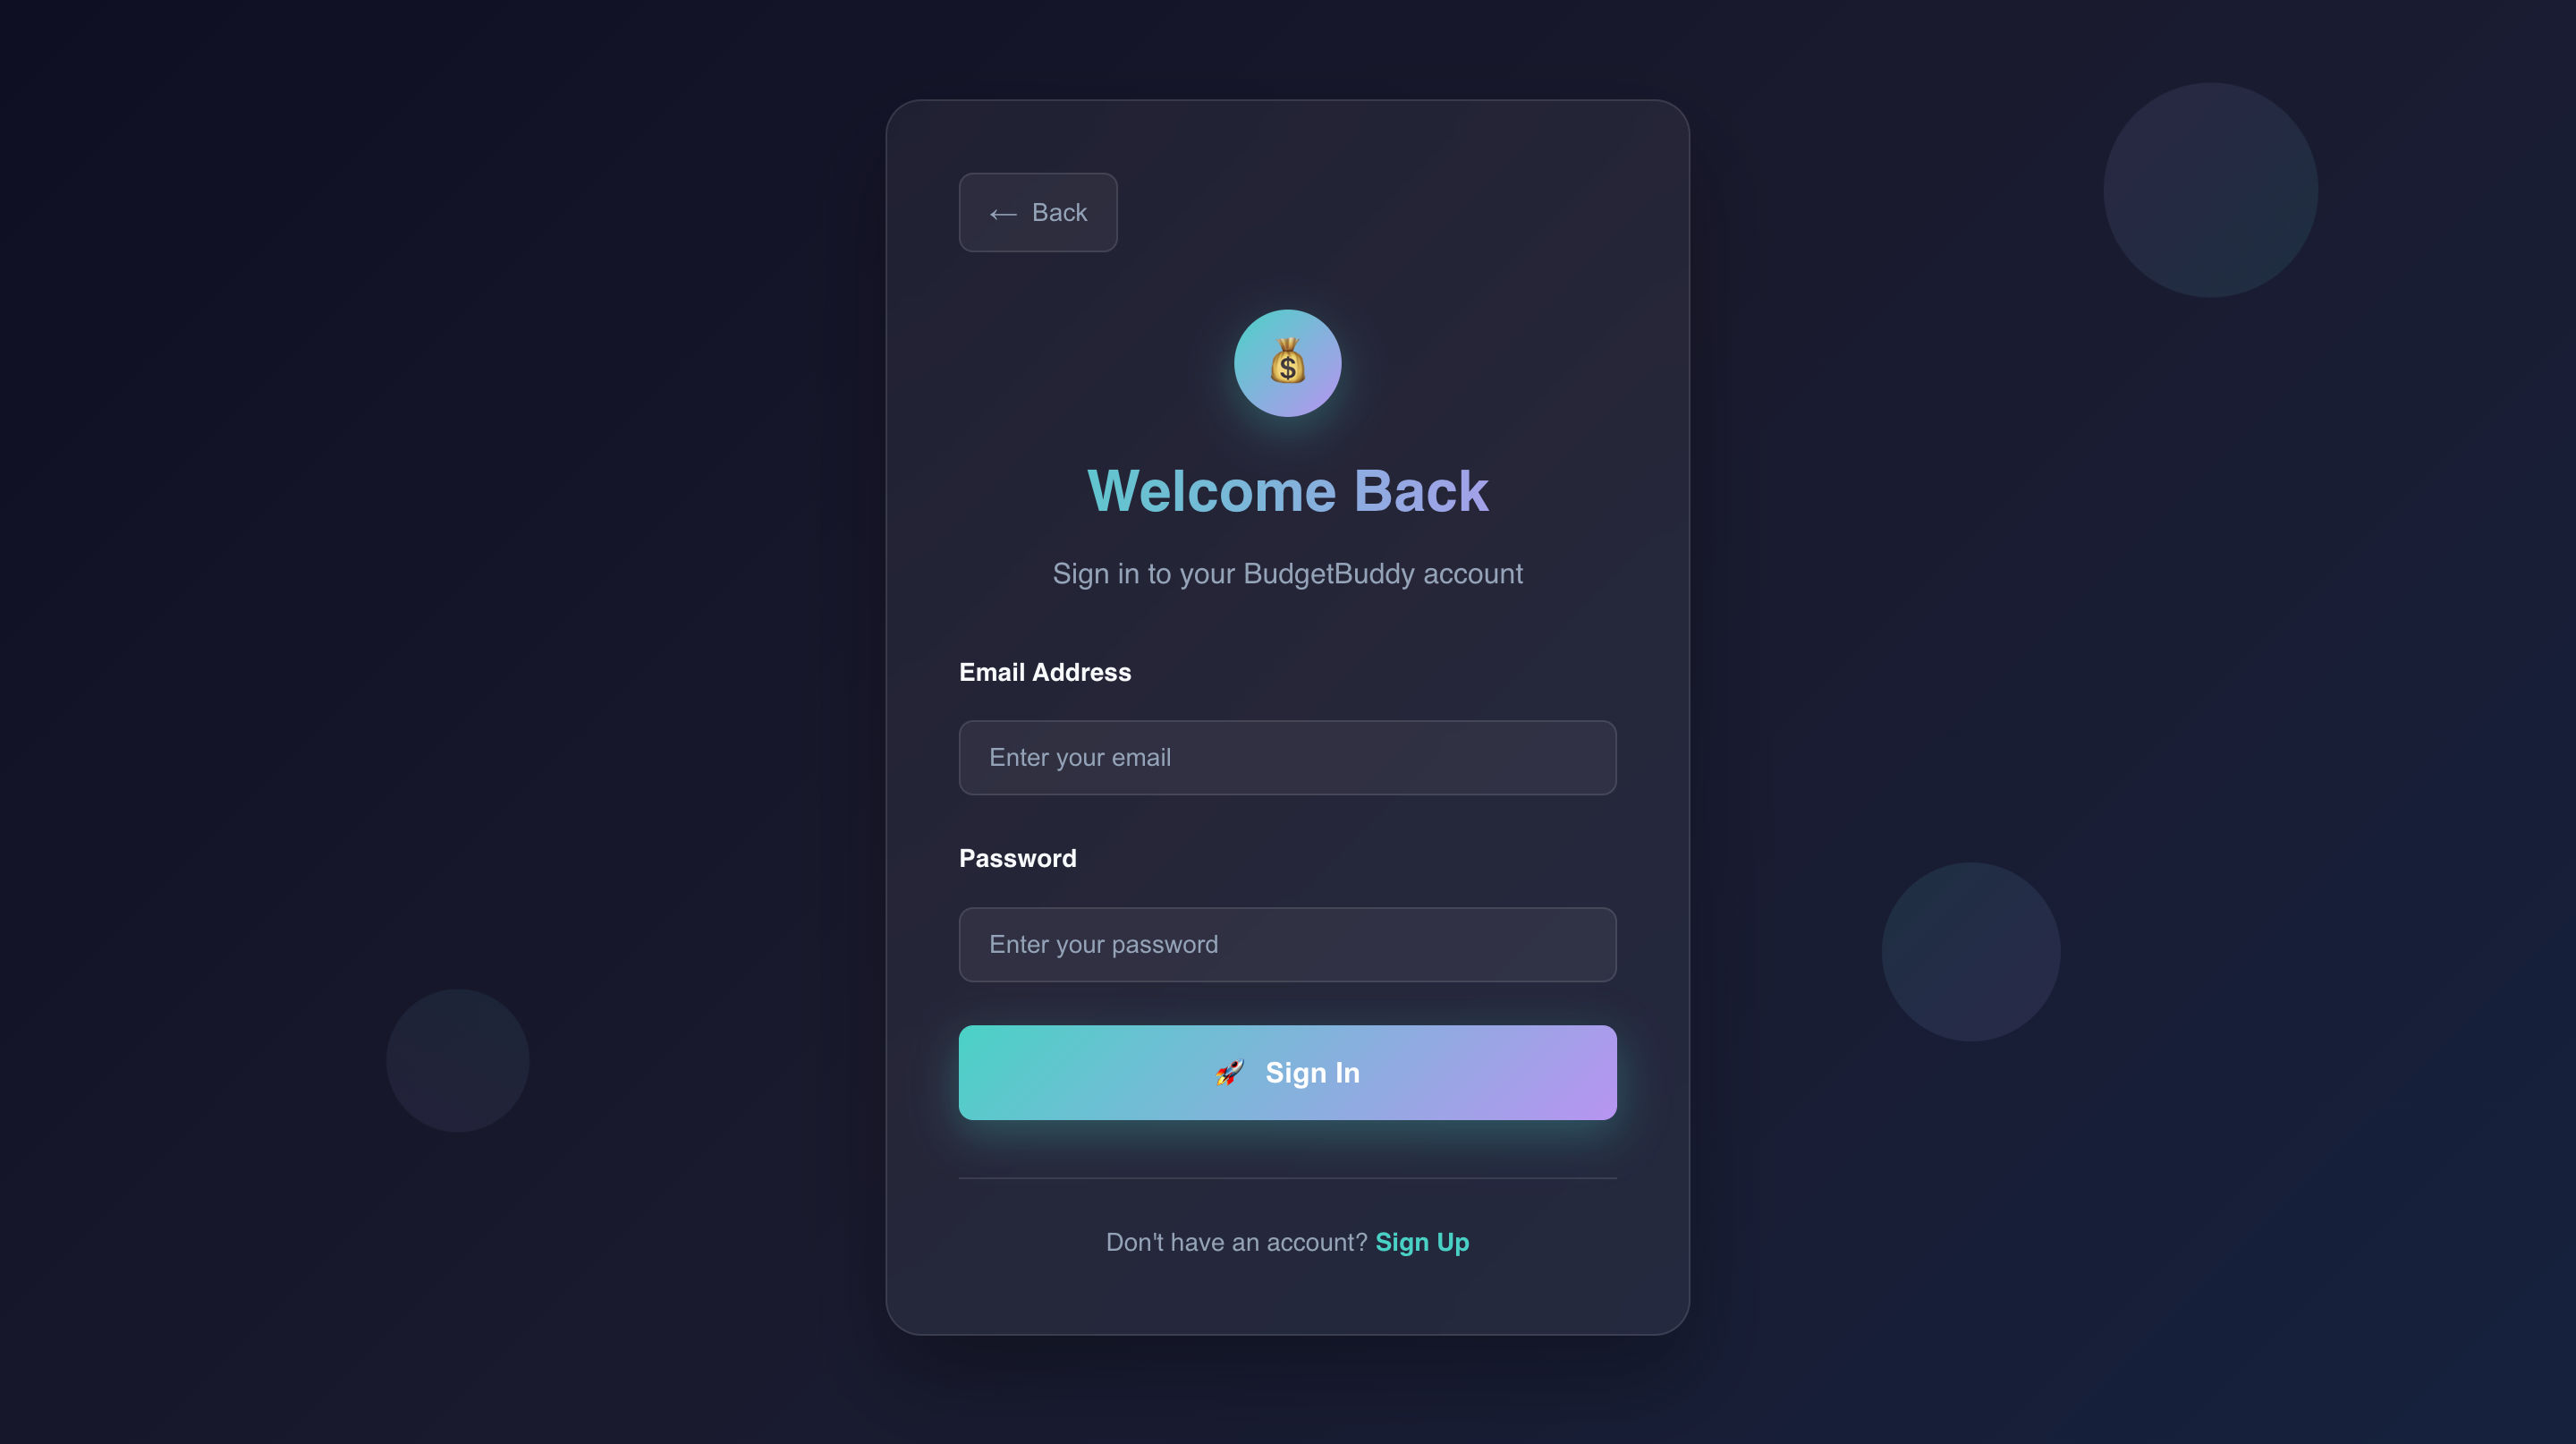 ← Back
$
Welcome Back
Sign in to your BudgetBuddy account
Email Address
Enter your email
Password
Enter your password
🚀 Sign In
Don't have an account? Sign Up